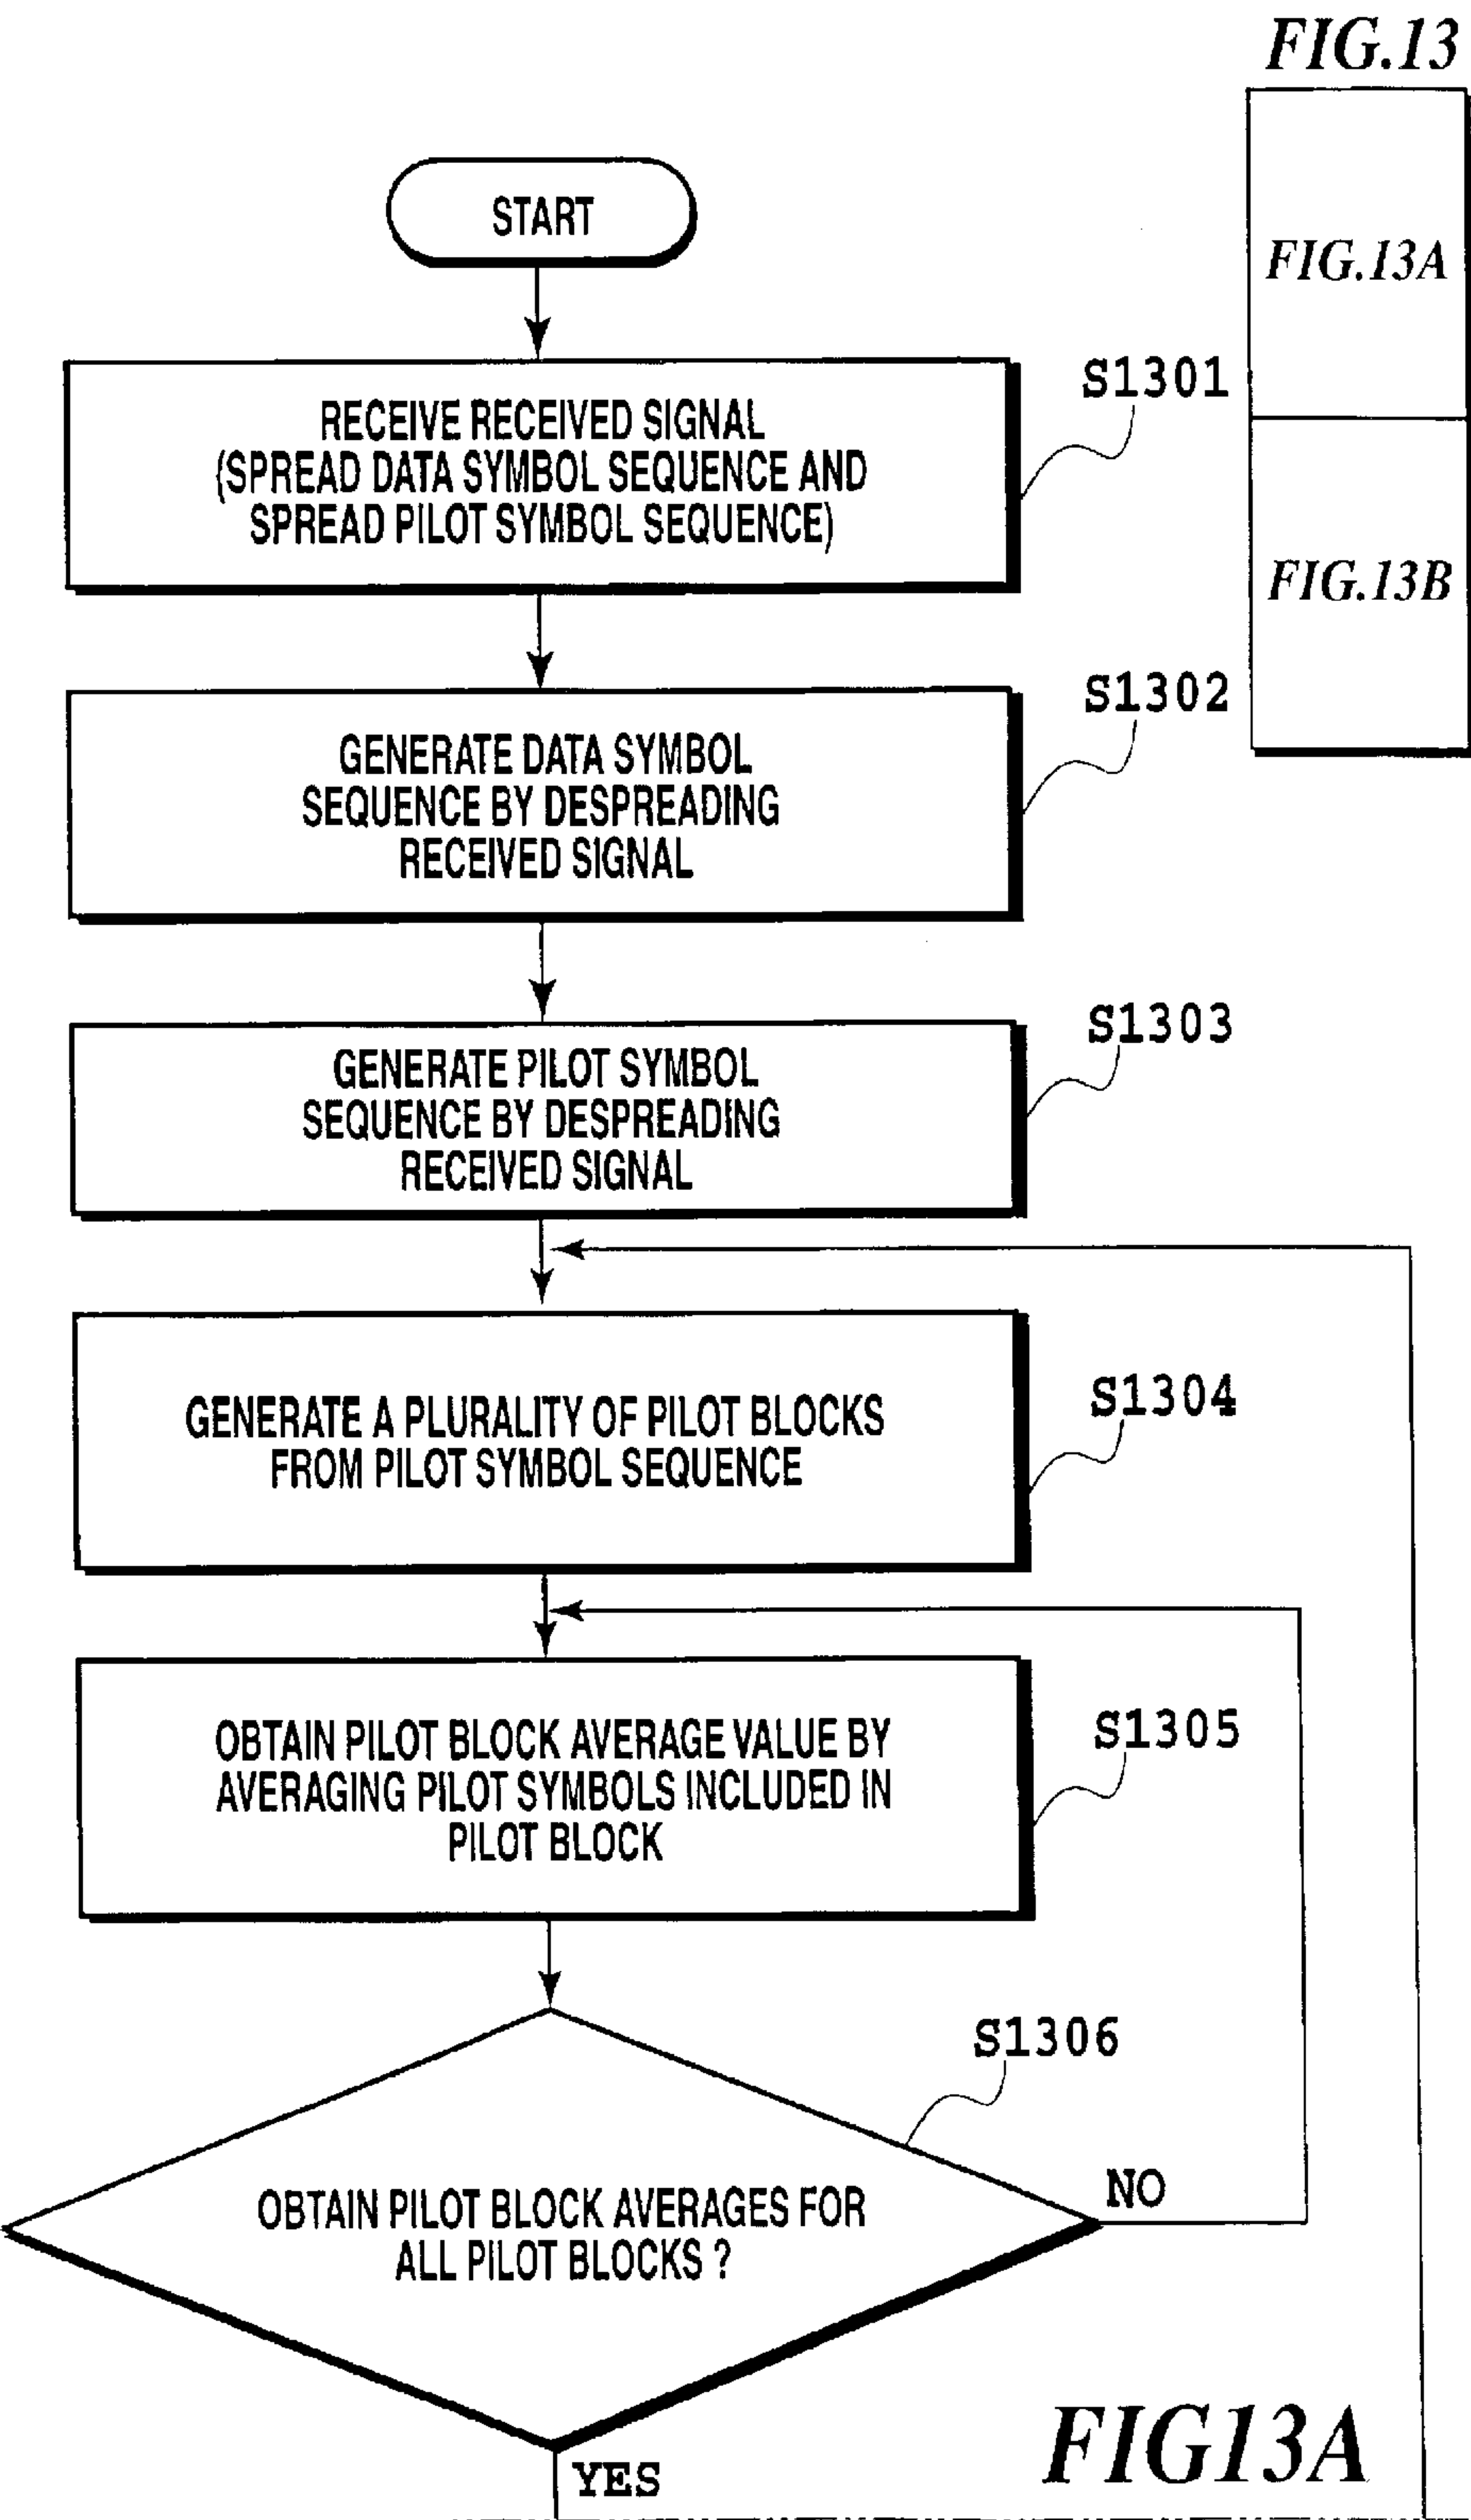 FIG.13
FIG.13A
FIG.13B
START
S1301
RECEIVE RECEIVED SIGNAL
(SPREAD DATA SYMBOL SEQUENCE AND
SPREAD PILOT SYMBOL SEQUENCE)
S1302
GENERATE DATA SYMBOL
SEQUENCE BY DESPREADING
RECEIVED SIGNAL
S1303
GENERATE PILOT SYMBOL
SEQUENCE BY DESPREADING
RECEIVED SIGNAL
S1304
GENERATE A PLURALITY OF PILOT BLOCKS
FROM PILOT SYMBOL SEQUENCE
S1305
OBTAIN PILOT BLOCK AVERAGE VALUE BY
AVERAGING PILOT SYMBOLS INCLUDED IN
PILOT BLOCK
S1306
OBTAIN PILOT BLOCK AVERAGES FOR
ALL PILOT BLOCKS ?
NO
YES
FIG13A